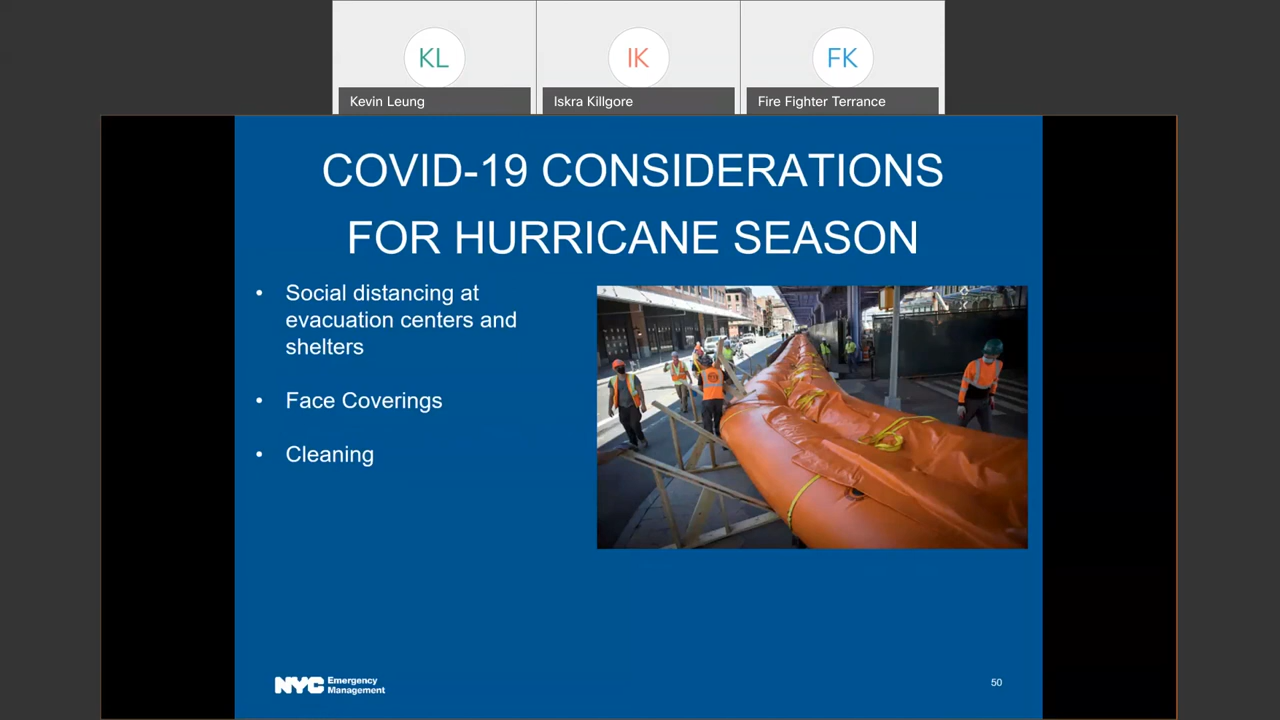 KL
IK
FK
Kevin Leung
Iskra Killgore
Fire Fighter Terrance
COVID-19 CONSIDERATIONS
FOR HURRICANE SEASON
• Social distancing at
evacuation centers and
shelters
• Face Coverings
• Cleaning
NYC Emergency
Management
50